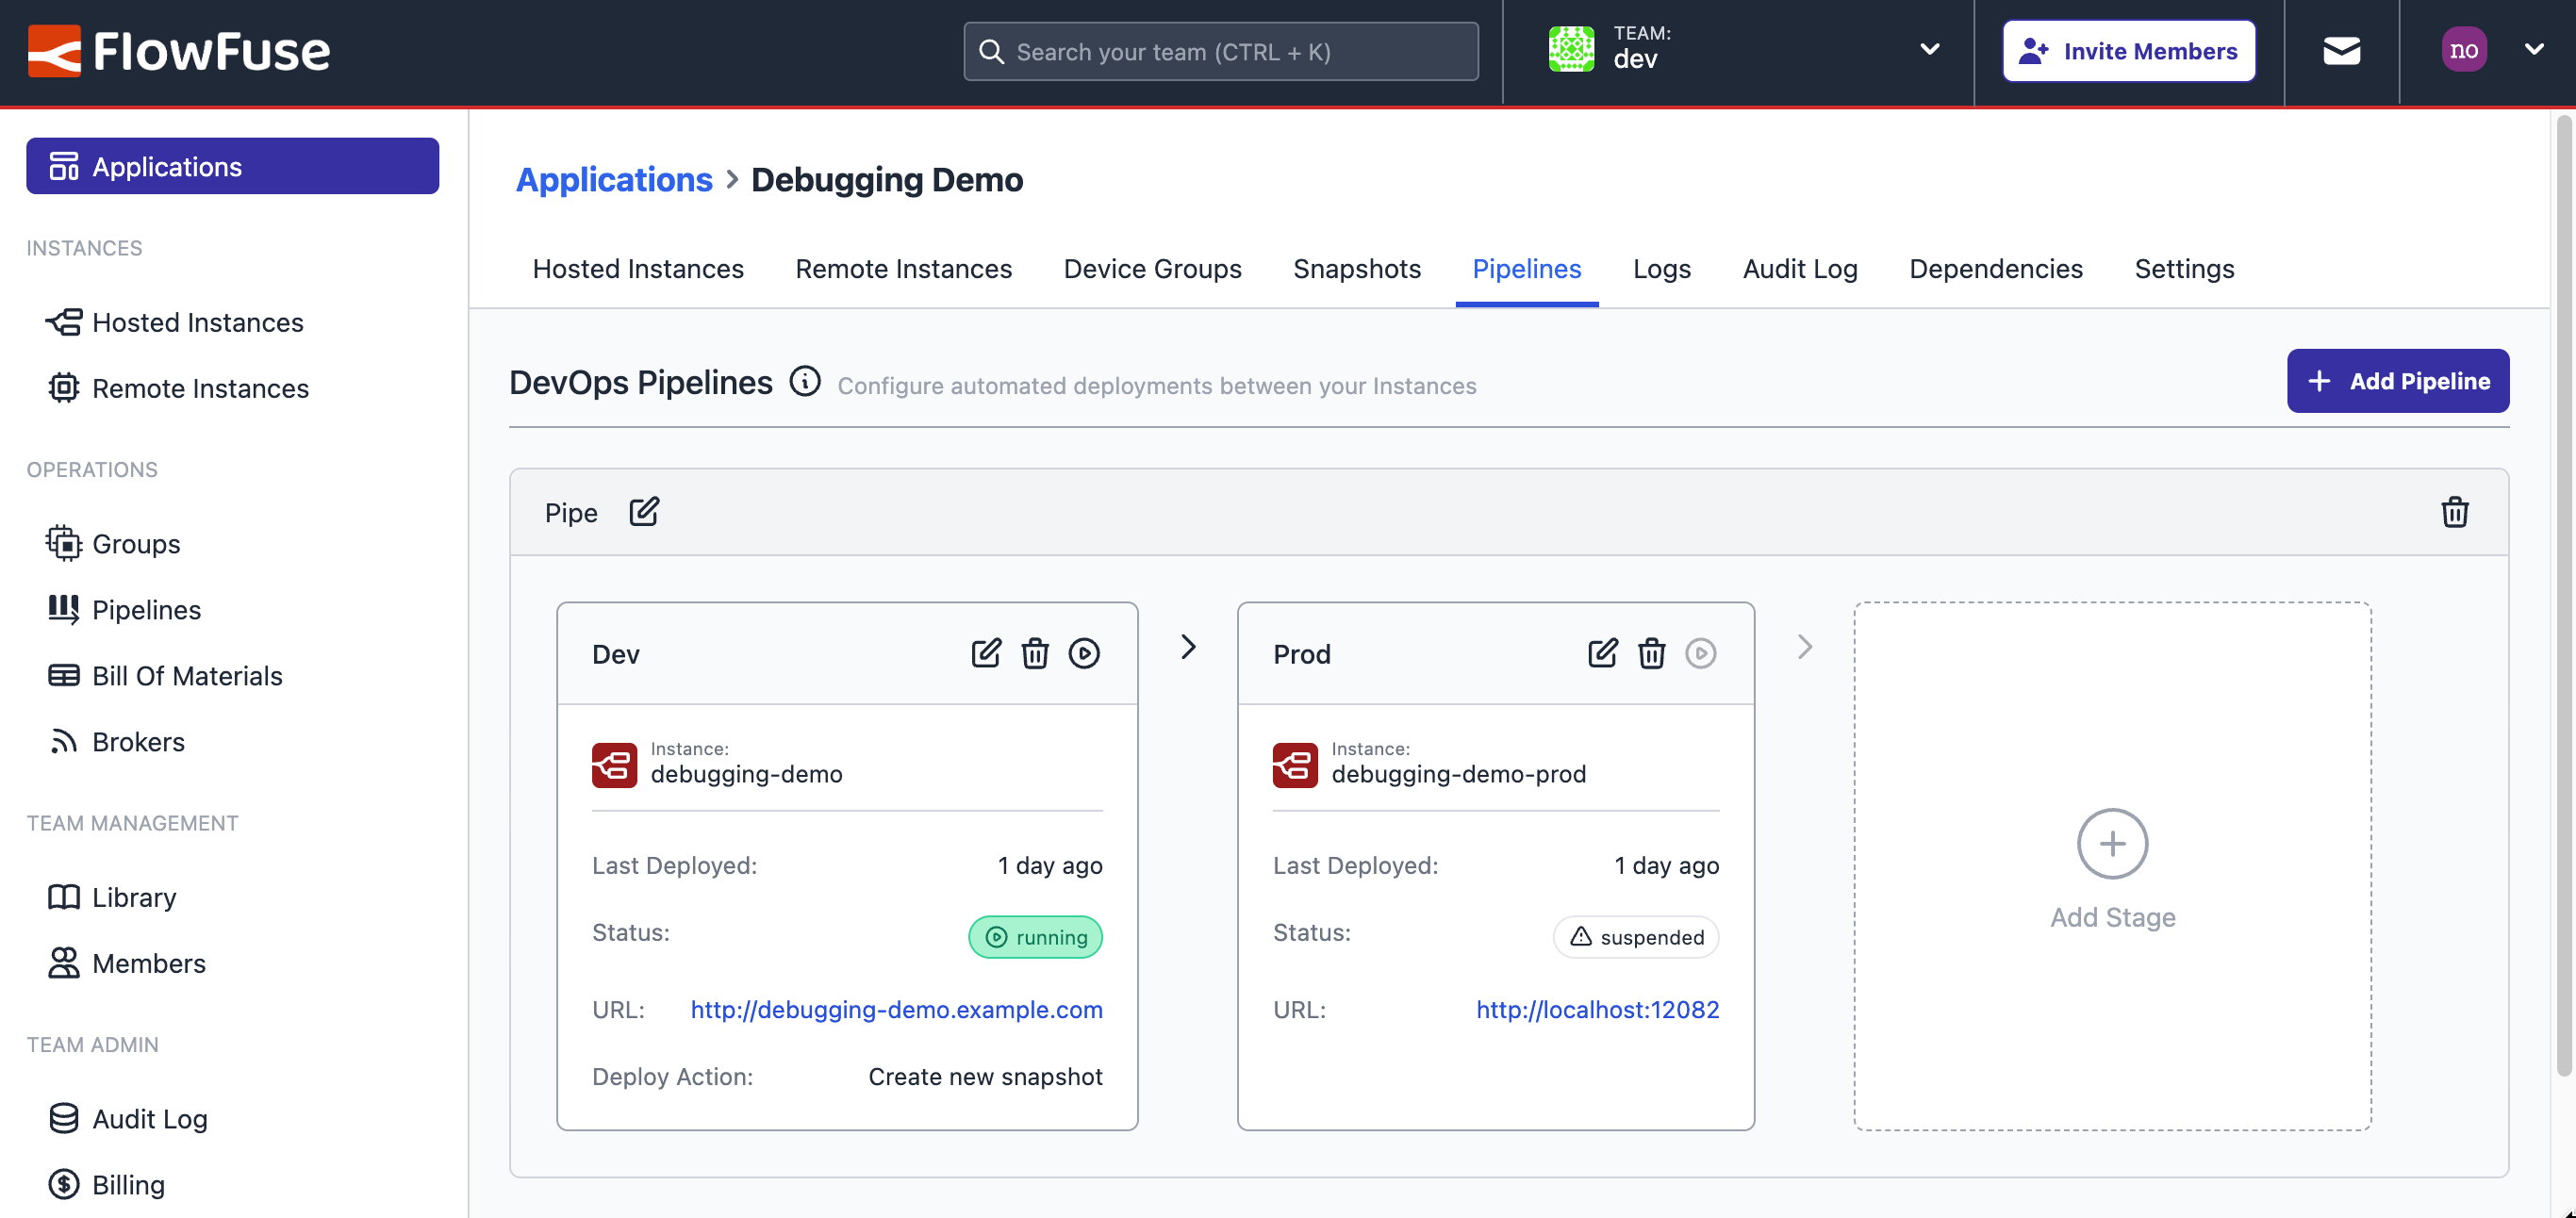 FlowFuse
Search your team (CTRL + K)
TEAM:
dev
Invite Members
no
Applications
INSTANCES
Hosted Instances
Remote Instances
OPERATIONS
Groups
Pipelines
Bill Of Materials
Brokers
TEAM MANAGEMENT
Library
Members
TEAM ADMIN
Audit Log
Billing
Applications > Debugging Demo
Hosted Instances Remote Instances Device Groups Snapshots Pipelines Logs Audit Log Dependencies Settings
DevOps Pipelines Configure automated deployments between your Instances
Add Pipeline
Pipe
Dev
Instance:
debugging-demo
Last Deployed: 1 day ago
Status: running
URL: http://debugging-demo.example.com
Deploy Action: Create new snapshot
Prod
Instance:
debugging-demo-prod
Last Deployed: 1 day ago
Status: suspended
URL: http://localhost:12082
Add Stage